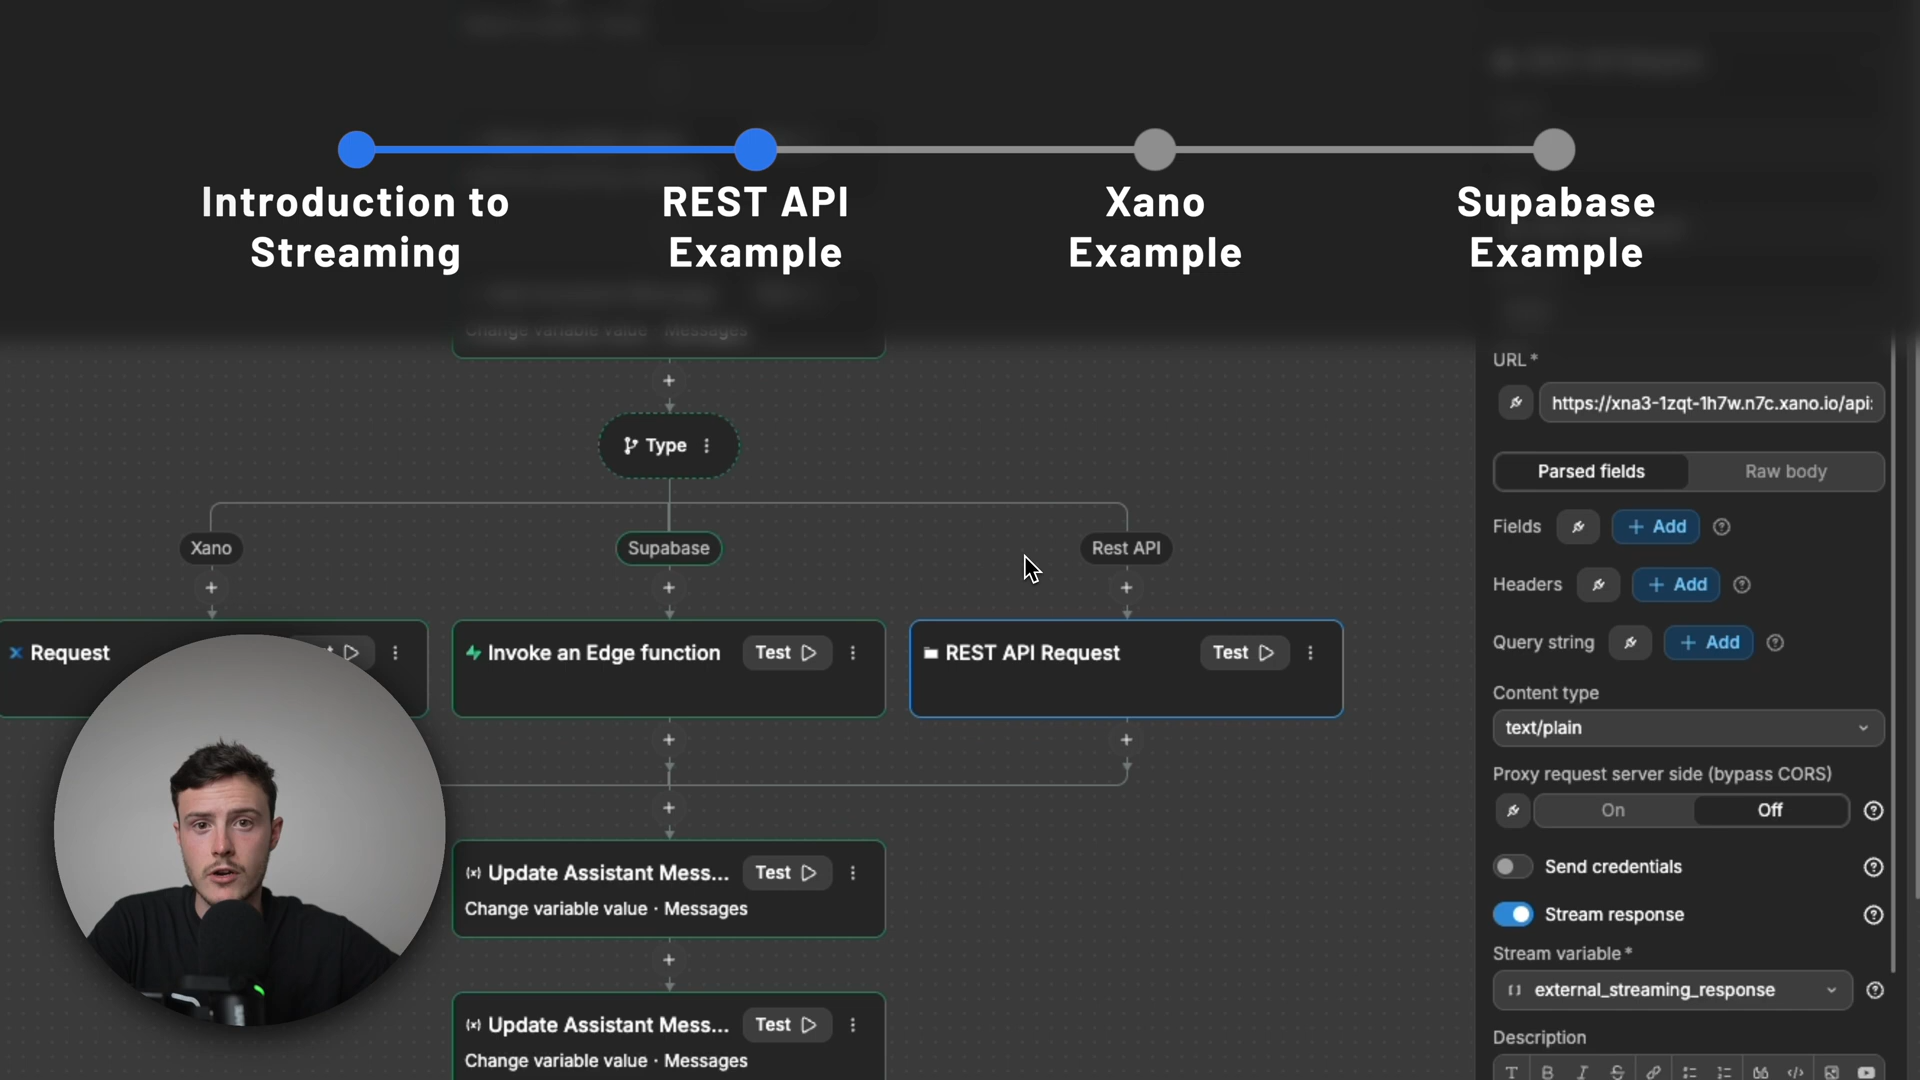 Introduction to
Streaming
REST API
Example
Xano
Example
Supabase
Example
Change variable value · Messages
Type
Xano
Supabase
Rest API
Request
Invoke an Edge function
Test
REST API Request
Test
Update Assistant Mess...
Test
Change variable value · Messages
Update Assistant Mess...
Test
Change variable value · Messages
URL *
https://xna3-1zqt-1h7w.n7c.xano.io/api:
Parsed fields
Raw body
Fields
+ Add
Headers
+ Add
Query string
+ Add
Content type
text/plain
Proxy request server side (bypass CORS)
On
Off
Send credentials
Stream response
Stream variable *
external_streaming_response
Description